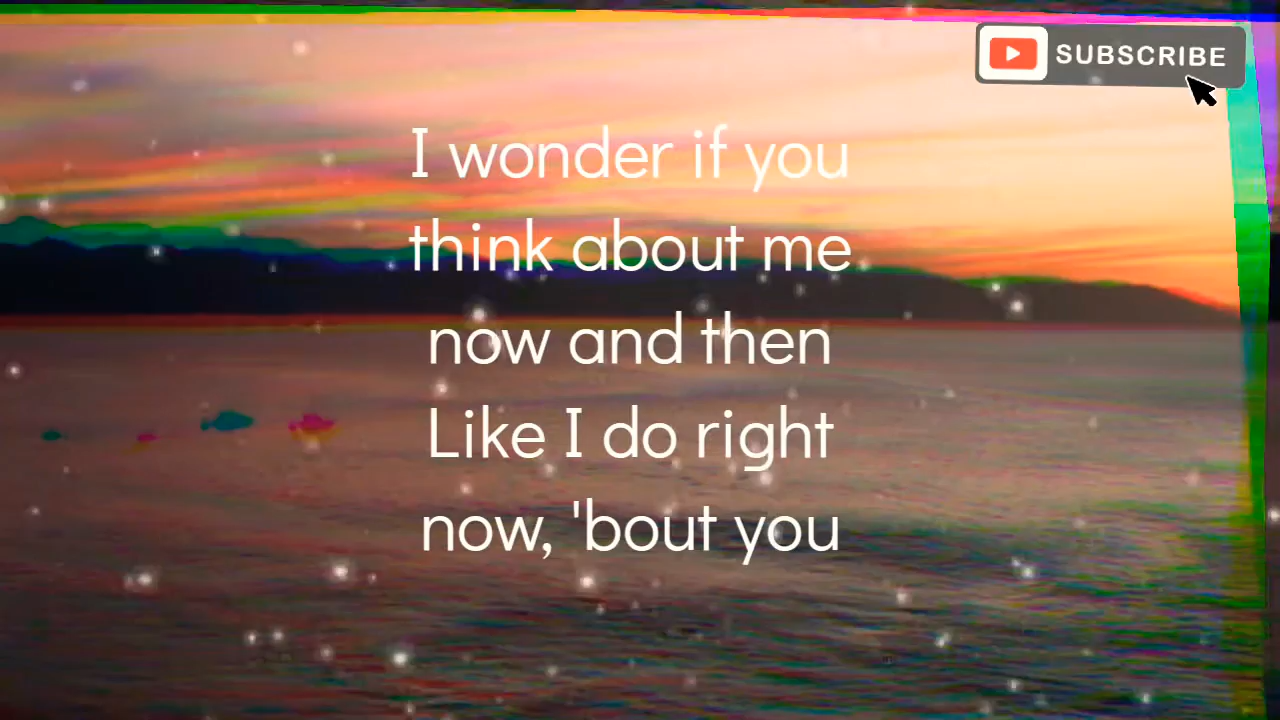 SUBSCRIBE
I wonder if you
think about me
now and then
Like I do right
now, 'bout you